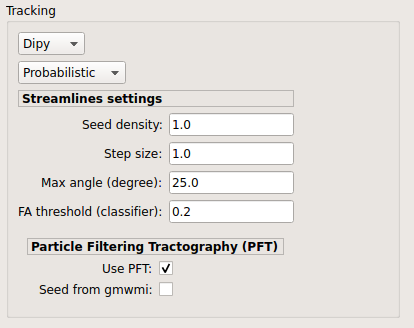 Tracking
Dipy
Probabilistic
Streamlines settings
Seed density: 1.0
Step size: 1.0
Max angle (degree): 25.0
FA threshold (classifier): 0.2
Particle Filtering Tractography (PFT)
Use PFT:
Seed from gmwmi: